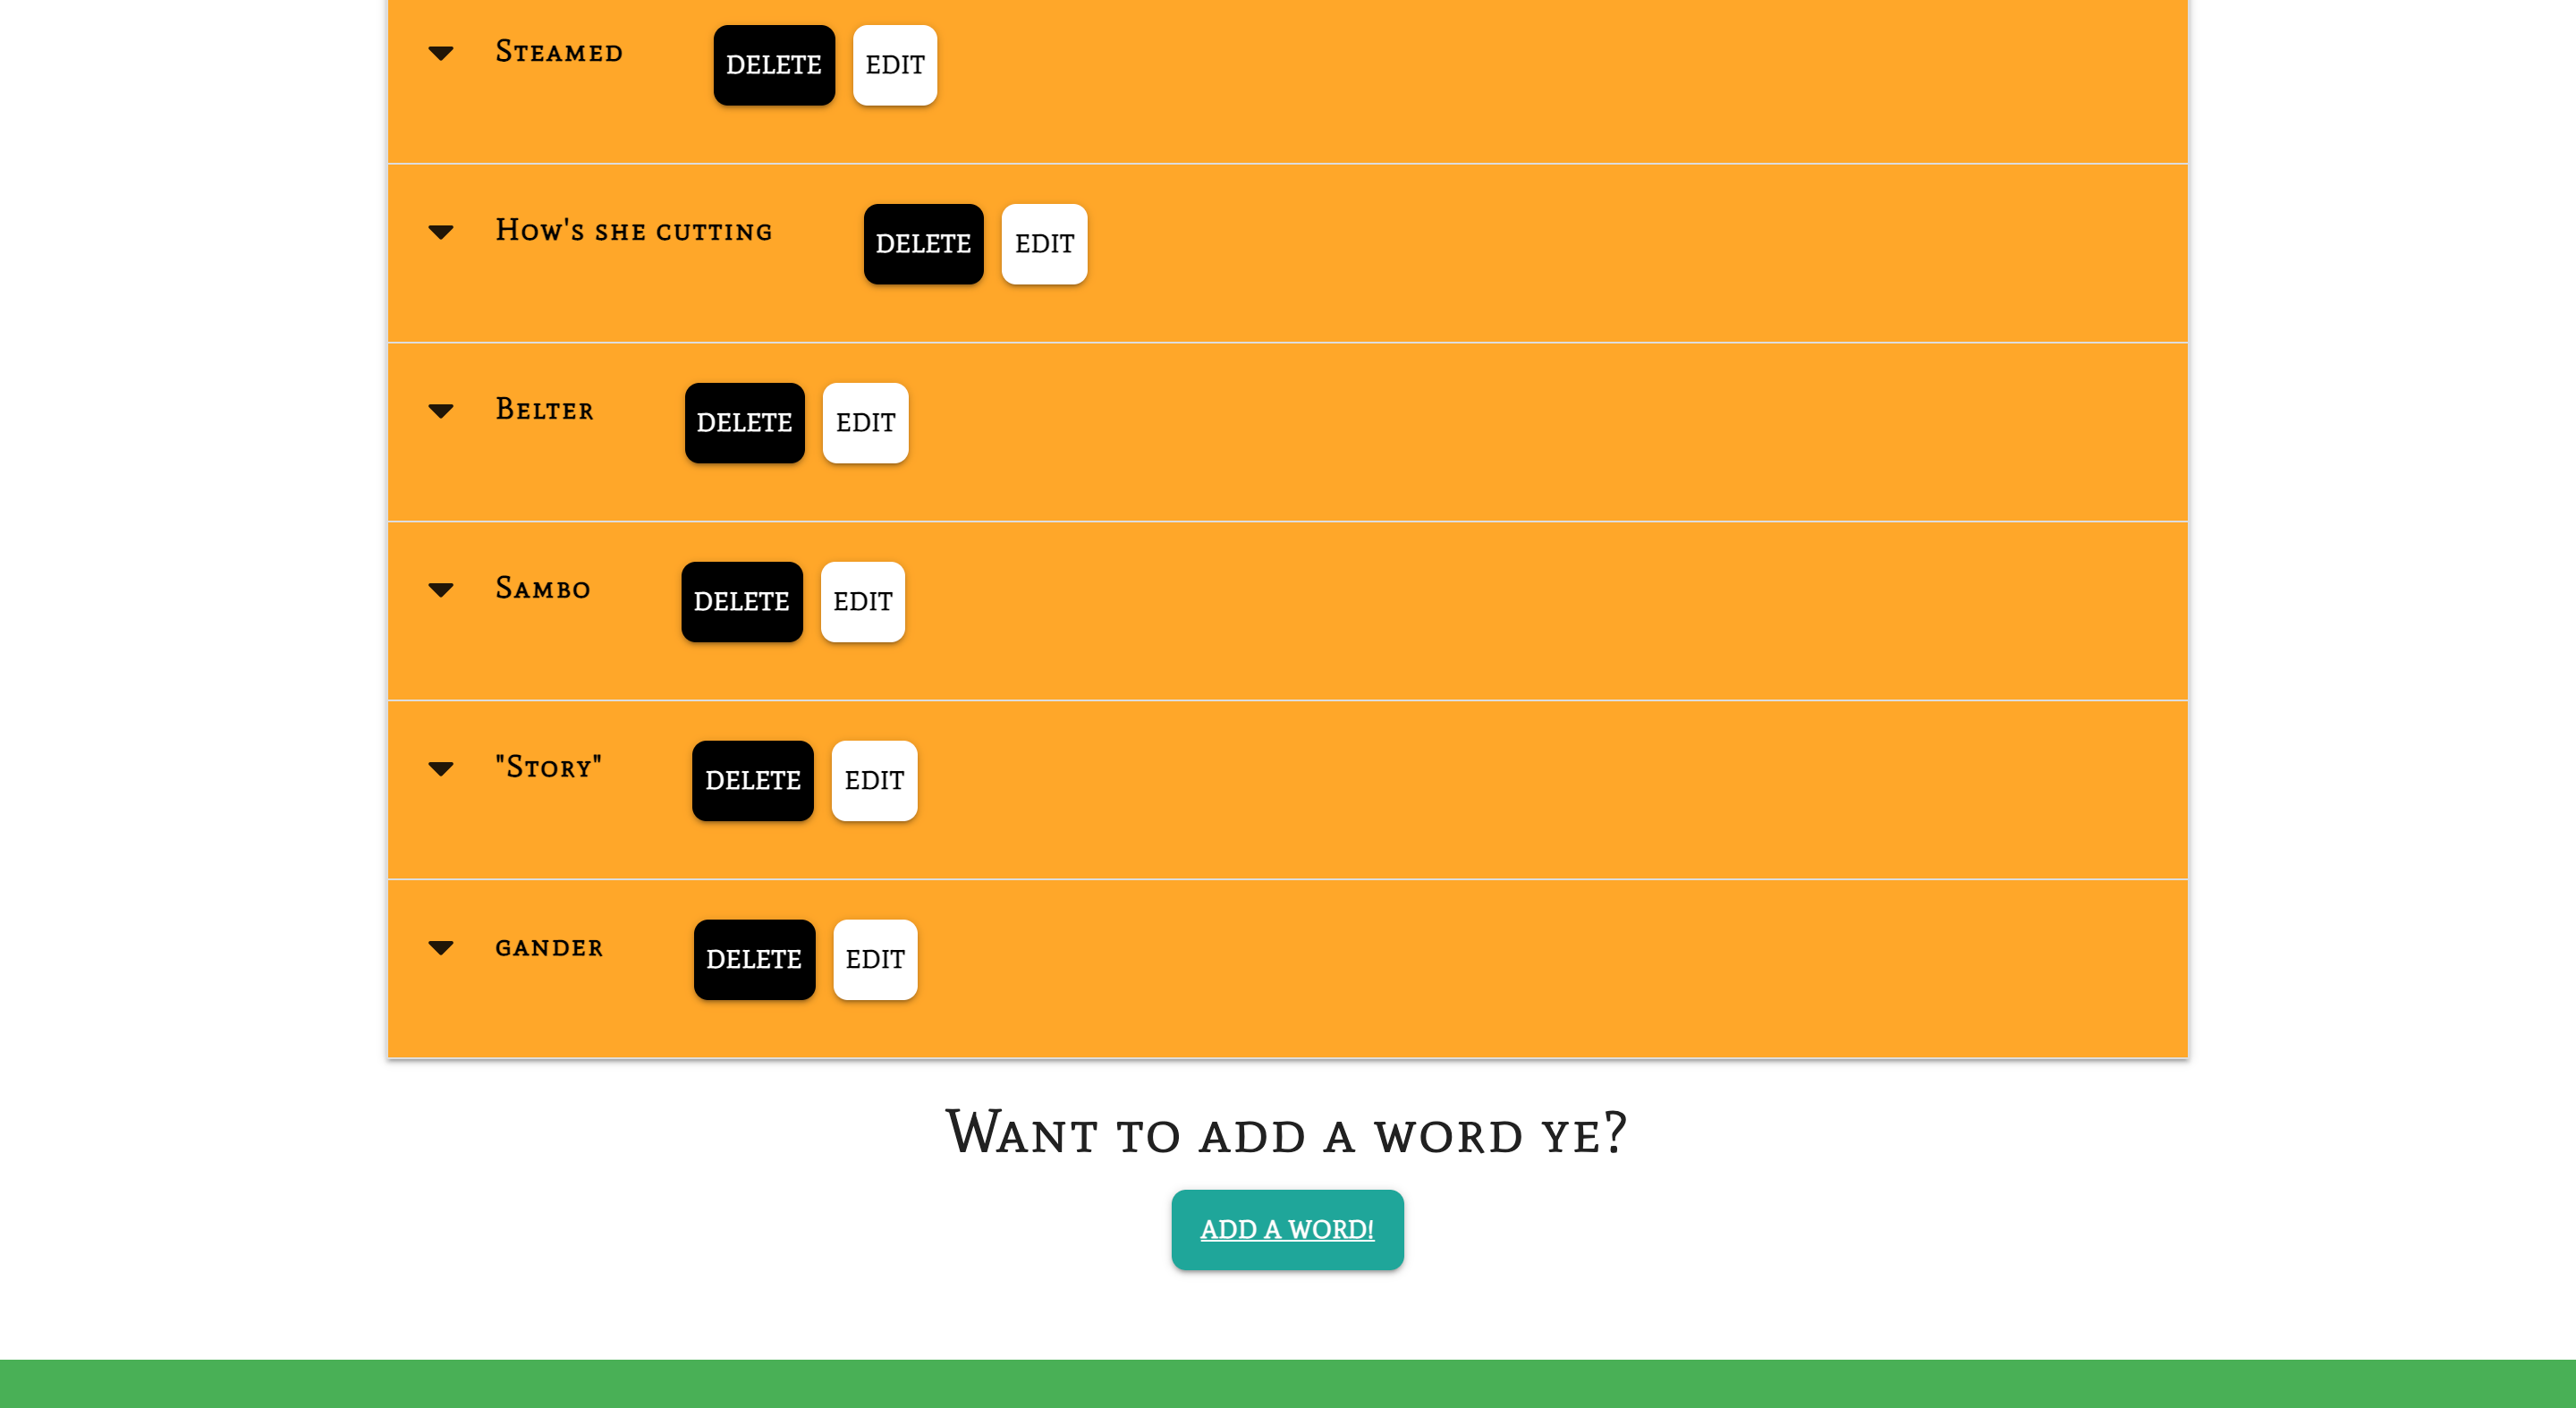 Steamed DELETE EDIT
How's she cutting DELETE EDIT
Belter DELETE EDIT
Sambo DELETE EDIT
"Story" DELETE EDIT
gander DELETE EDIT
Want to add a word ye?
ADD A WORD!